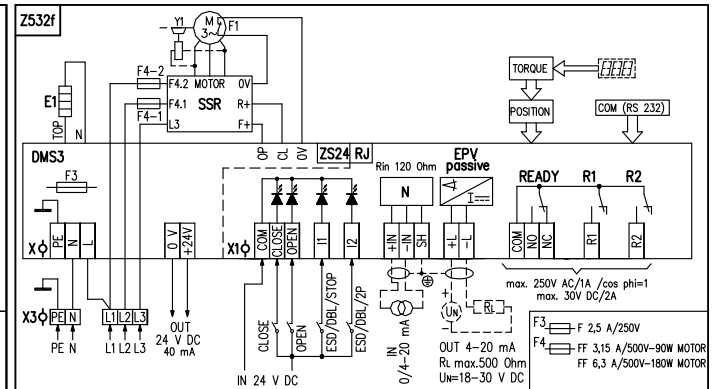 Z532f
Y1
M
3~
F1
F4-2
F4.2 MOTOR 0V
E1
F4.1 SSR R+
F4-1
L3 F+
TORQUE
POSITION
COM (RS 232)
TOP
N
OP
CL
0V
DMS3
ZS24 RJ
Rin 120 Ohm
EPV
passive
F3
N
I
READY R1 R2
X
PE
N
L
0 V
+24V
X1
COM
CLOSE
OPEN
I1
I2
+IN
-IN
SH
+L
-L
COM
NO
NC
R1
R2
max. 250V AC/1A /cos phi=1
max. 30V DC/2A
X3
PE N
L1 L2 L3
PE N
L1 L2 L3
OUT
24 V DC
40 mA
CLOSE
OPEN
ESD/DBL/STOP
ESD/DBL/2P
IN 24 V DC
IN
0/4-20 mA
+
UN
-
RL
OUT 4-20 mA
RL max.500 Ohm
UN=18-30 V DC
F3 F 2,5 A/250V
F4 FF 3,15 A/500V-90W MOTOR
FF 6,3 A/500V-180W MOTOR